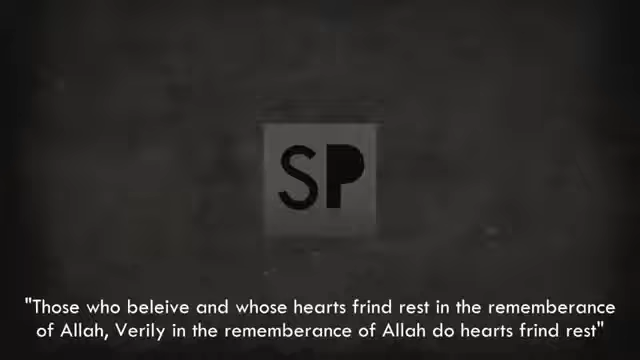 SP
"Those who beleive and whose hearts frind rest in the rememberance
of Allah, Verily in the rememberance of Allah do hearts frind rest"